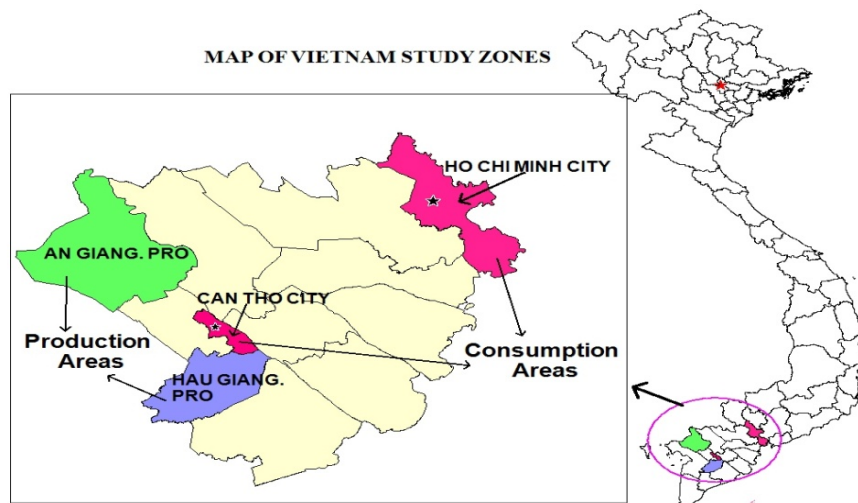 MAP OF VIETNAM STUDY ZONES
HO CHI MINH CITY
AN GIANG. PRO
CAN THO CITY
Production
Areas
Consumption
Areas
HAU GIANG.
PRO